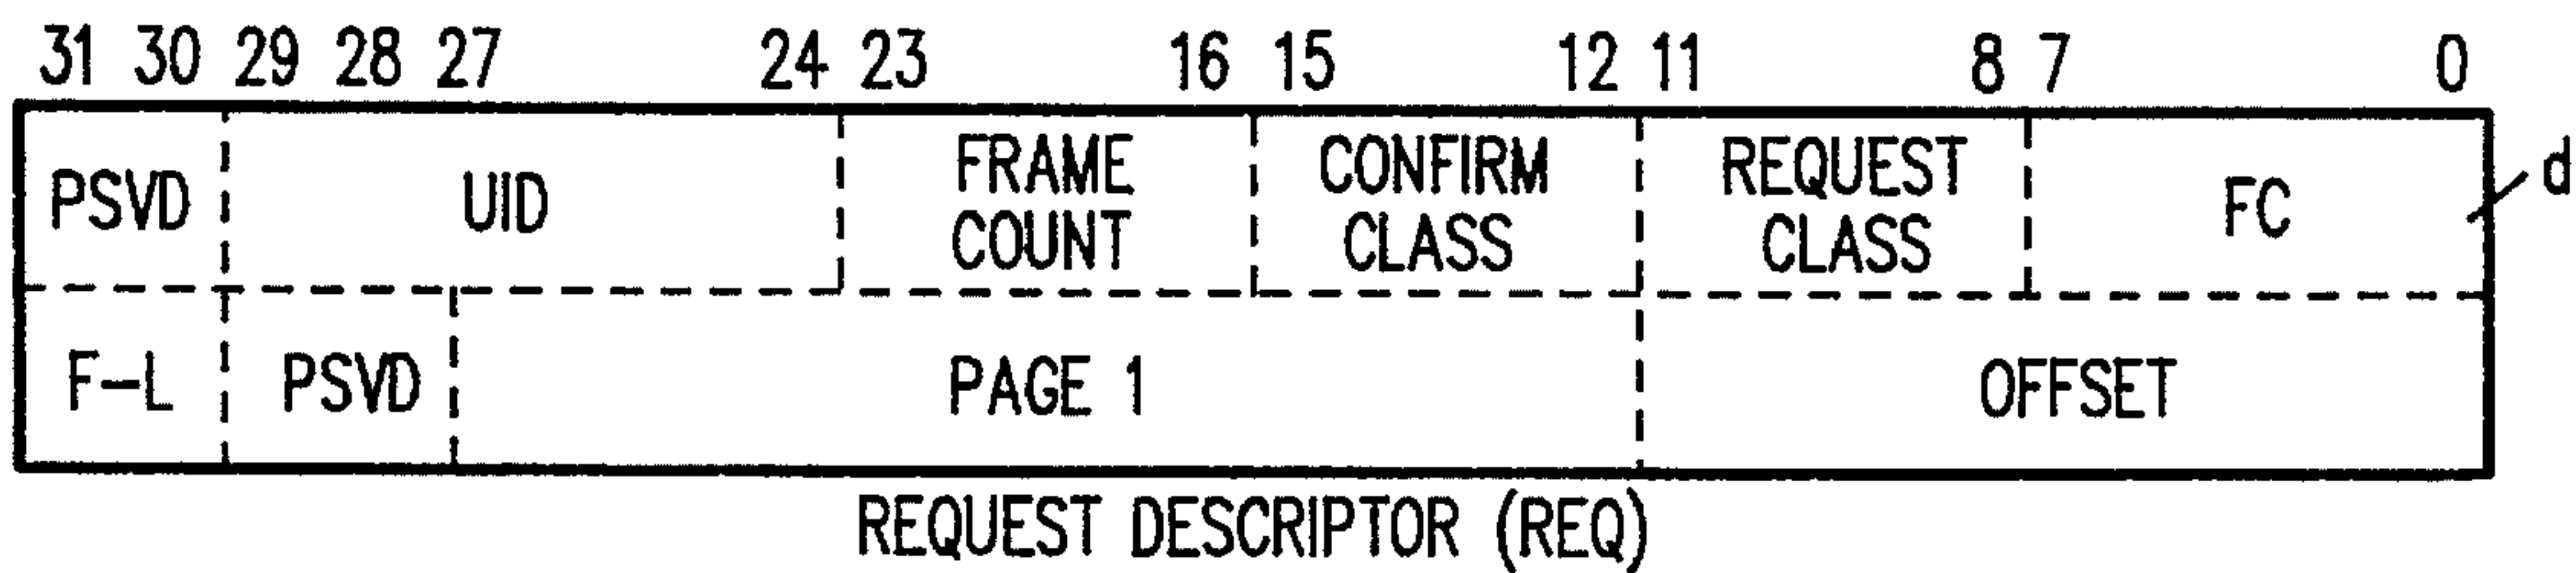 31 30 29 28 27 24 23 16 15 12 11 8 7 0
PSVD UID FRAME COUNT CONFIRM CLASS REQUEST CLASS FC d
F-L PSVD PAGE 1 OFFSET
REQUEST DESCRIPTOR (REQ)